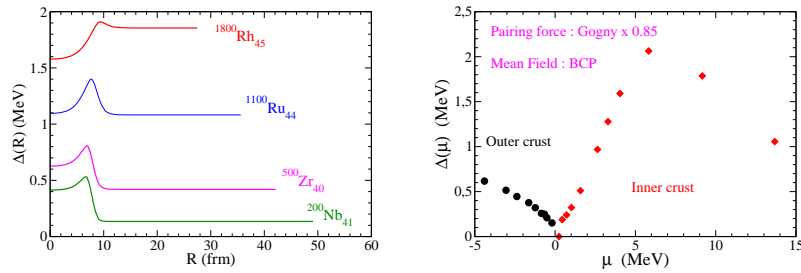 2
1.5
1
0.5
0
Δ(R) (MeV)
0
10
20
30
40
50
60
R (frm)
1800Rh45
1100Ru44
500Zr40
200Nb41
2.5
2
1.5
1
0.5
0
Δ(μ) (MeV)
-5
0
5
10
15
μ (MeV)
Pairing force : Gogny x 0.85
Mean Field : BCP
Outer crust
Inner crust